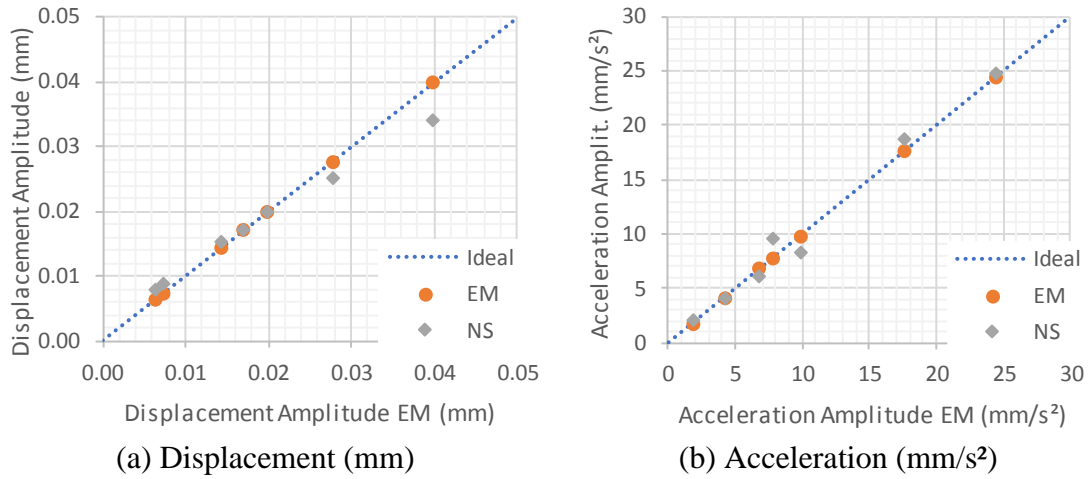 Displacement Amplitude (mm)
0.05
0.04
0.03
0.02
0.01
0.00
0.00 0.01 0.02 0.03 0.04 0.05
Displacement Amplitude EM (mm)
Ideal
EM
NS
(a) Displacement (mm)
Acceleration Amplit. (mm/s²)
30
25
20
15
10
5
0
0 5 10 15 20 25 30
Acceleration Amplitude EM (mm/s²)
Ideal
EM
NS
(b) Acceleration (mm/s²)